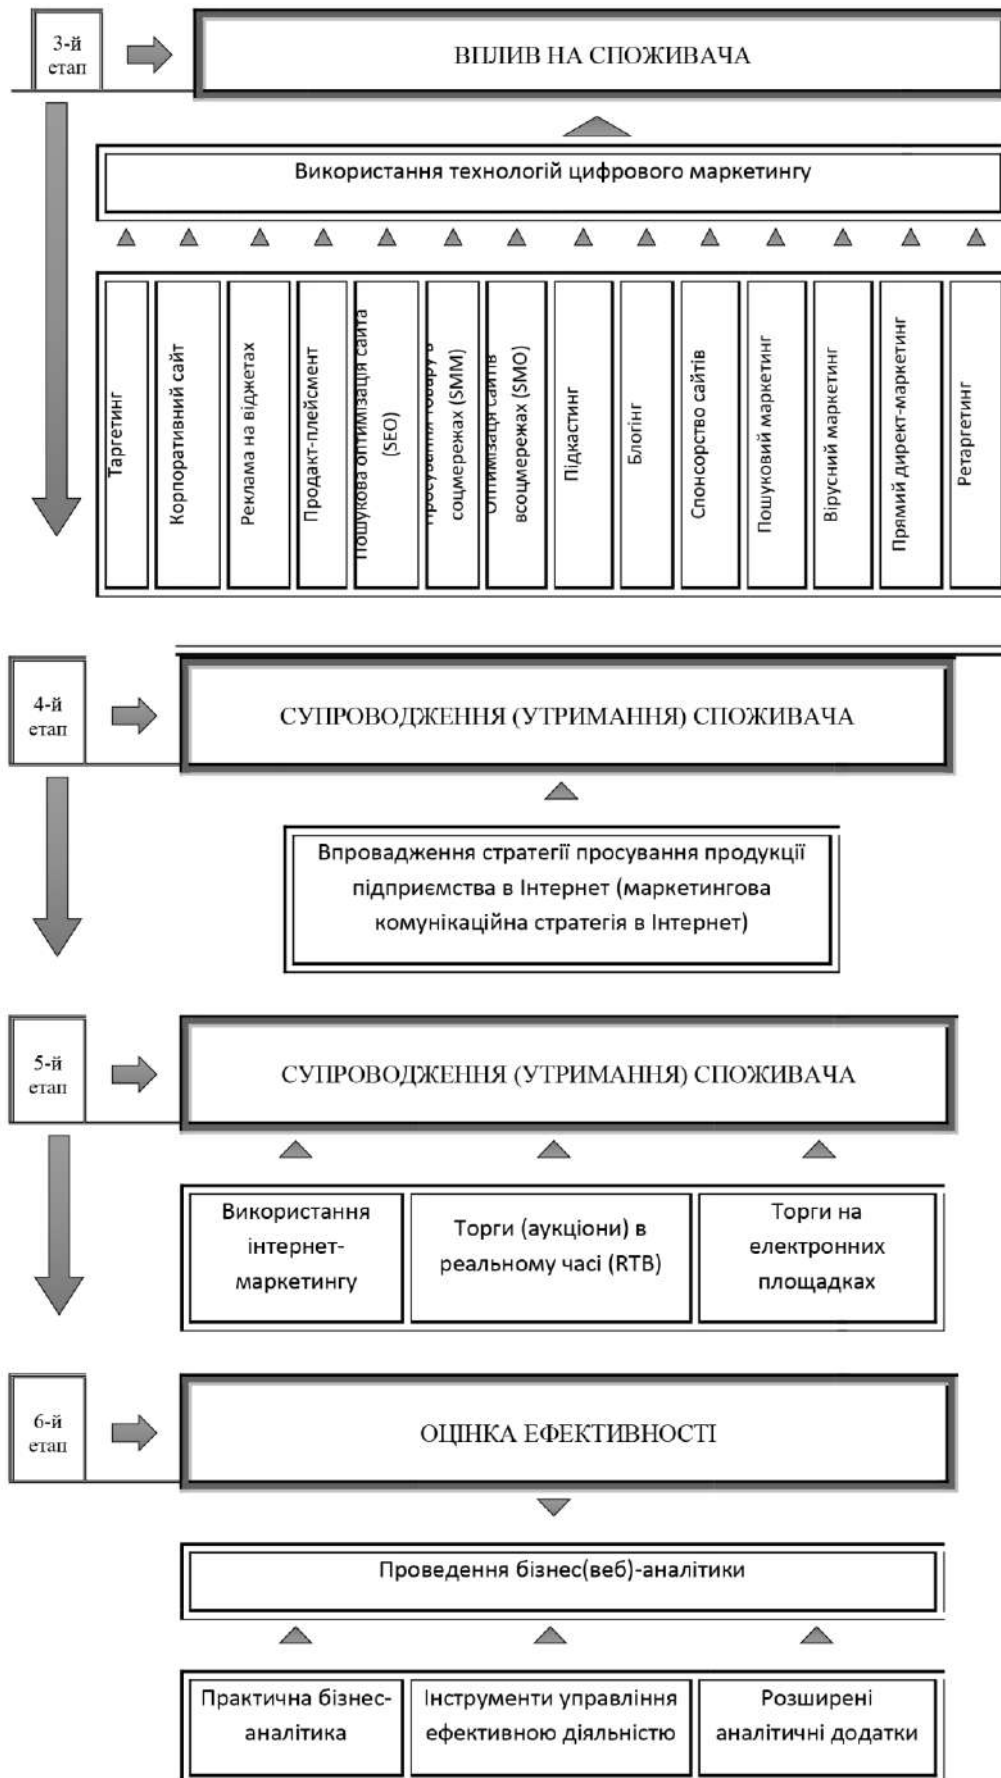 3-й
етап
ВПЛИВ НА СПОЖИВАЧА
Використання технологій цифрового маркетингу
Таргетинг
Корпоративний сайт
Реклама на віджетах
Продакт-плейсмент
Пошукова оптимізація сайта
(SEO)
Просування товару в
соцмережах (SMM)
Оптимізація сайтів
всоцмережах (SMO)
Підкастинг
Блогінг
Спонсорство сайтів
Пошуковий маркетинг
Вірусний маркетинг
Прямий директ-маркетинг
Ретаргетинг
4-й
етап
СУПРОВОДЖЕННЯ (УТРИМАННЯ) СПОЖИВАЧА
Впровадження стратегії просування продукції
підприємства в Інтернет (маркетингова
комунікаційна стратегія в Інтернет)
5-й
етап
СУПРОВОДЖЕННЯ (УТРИМАННЯ) СПОЖИВАЧА
Використання
інтернет-
маркетингу
Торги (аукціони) в
реальному часі (RTB)
Торги на
електронних
площадках
6-й
етап
ОЦІНКА ЕФЕКТИВНОСТІ
Проведення бізнес(веб)-аналітики
Практична бізнес-
аналітика
Інструменти управління
ефективною діяльністю
Розширені
аналітичні додатки